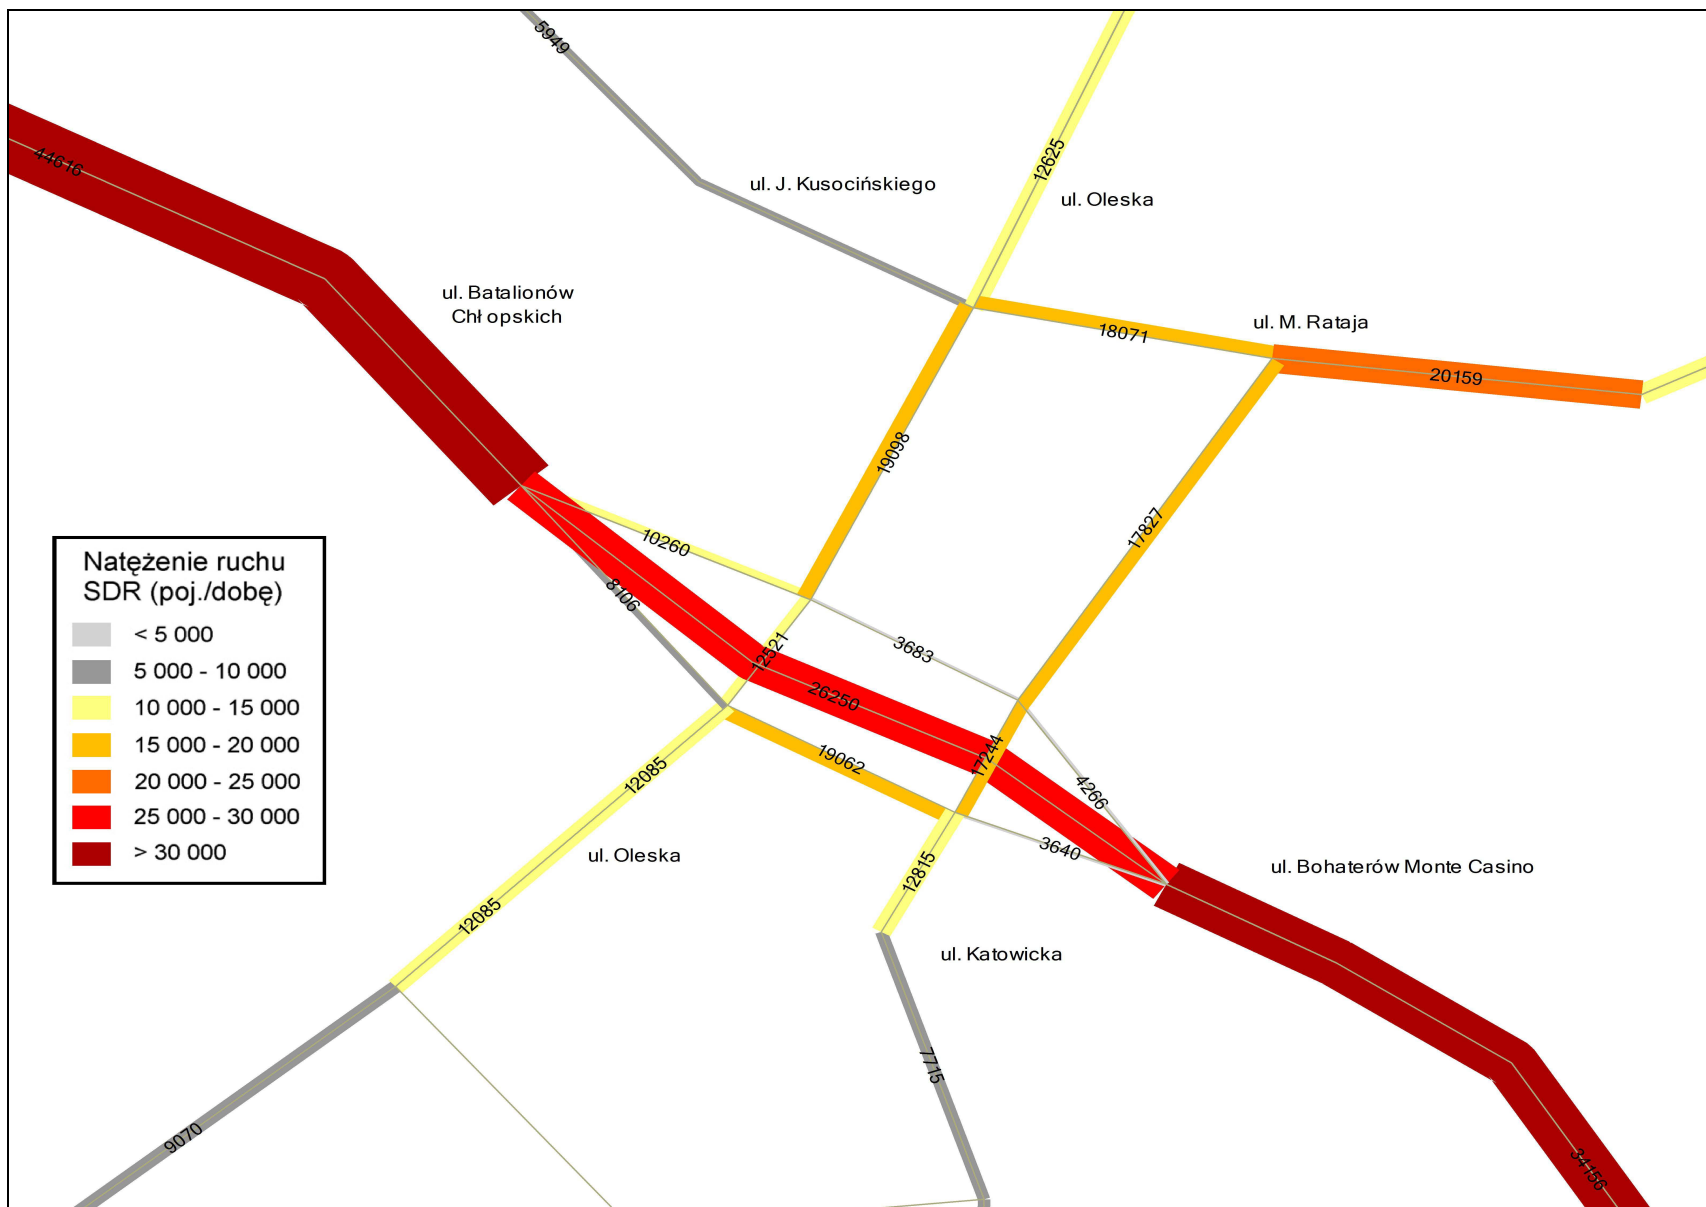 5949
44616
12625
ul. J. Kusocińskiego
ul. Oleska
ul. Batalionów
Chł opskich
18071
ul. M. Rataja
20159
19098
17827
10260
8106
Natężenie ruchu
SDR (poj./dobę)
< 5 000
5 000 - 10 000
10 000 - 15 000
15 000 - 20 000
20 000 - 25 000
25 000 - 30 000
> 30 000
12521
3683
26250
19062
17244
12085
4266
3640
ul. Oleska
12815
ul. Bohaterów Monte Casino
12085
ul. Katowicka
7715
9070
34156